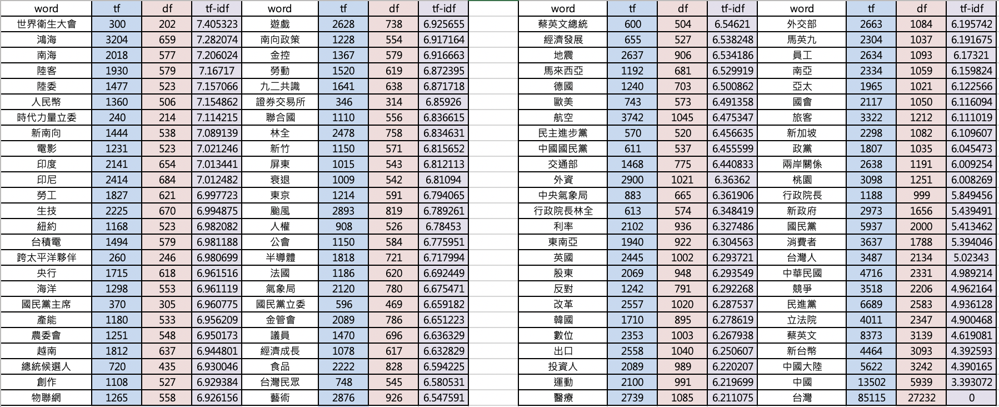 word tf df tf-idf word tf df tf-idf word tf df tf-idf word tf df tf-idf
世界衛生大會 300 202 7.405323 遊戲 2628 738 6.925655 蔡英文總統 600 504 6.54621 外交部 2663 1084 6.195742
鴻海 3204 659 7.282074 南向政策 1228 554 6.917164 經濟發展 655 527 6.538248 馬英九 2304 1037 6.191675
南海 2018 577 7.206024 金控 1367 579 6.916663 地震 2637 906 6.534186 員工 2634 1093 6.17321
陸客 1930 579 7.16717 勞動 1520 619 6.872395 馬來西亞 1192 681 6.529919 南亞 2334 1059 6.159824
陸委 1477 523 7.157066 九二共識 1641 638 6.871718 德國 1240 703 6.500862 亞太 1965 1021 6.122566
人民幣 1360 506 7.154862 證券交易所 346 314 6.85926 歐美 743 573 6.491358 國會 2117 1050 6.116094
時代力量立委 240 214 7.114215 聯合國 1110 556 6.836615 航空 3742 1045 6.475347 旅客 3322 1212 6.111019
新南向 1444 538 7.089139 林全 2478 758 6.834631 民主進步黨 570 520 6.456635 新加坡 2298 1082 6.109607
電影 1231 523 7.021246 新竹 1150 571 6.815652 中國國民黨 611 537 6.455599 政黨 1807 1035 6.045473
印度 2141 654 7.013441 屏東 1015 543 6.812113 交通部 1468 775 6.440833 兩岸關係 2638 1191 6.009254
印尼 2414 684 7.012482 衰退 1009 542 6.81094 外資 2900 1021 6.36362 桃園 3098 1251 6.008269
勞工 1827 621 6.997723 東京 1214 591 6.794065 中央氣象局 883 665 6.361906 行政院長 1188 999 5.849456
生技 2225 670 6.994875 颱風 2893 819 6.789261 行政院長林全 613 574 6.348419 新政府 2973 1656 5.439491
紐約 1168 523 6.982082 人權 908 526 6.78453 利率 2102 936 6.327486 國民黨 5937 2000 5.413462
台積電 1494 579 6.981188 公會 1150 584 6.775951 東南亞 1940 922 6.304563 消費者 3637 1788 5.394046
跨太平洋夥伴 260 246 6.980699 半導體 1818 721 6.717994 英國 2445 1002 6.293721 台灣人 3487 2134 5.02343
央行 1715 618 6.961516 法國 1186 620 6.692449 股東 2069 948 6.293549 中華民國 4716 2331 4.989214
海洋 1298 553 6.961119 氣象局 2120 780 6.675471 反對 1242 791 6.292268 競爭 3518 2206 4.962164
國民黨主席 370 305 6.960775 國民黨立委 596 469 6.659182 改革 2557 1020 6.287537 民進黨 6689 2583 4.936128
產能 1180 533 6.956209 金管會 2089 786 6.651223 韓國 1710 895 6.278619 立法院 4011 2347 4.900468
農委會 1251 548 6.950173 議員 1470 696 6.636329 數位 2353 1003 6.267938 蔡英文 8373 3139 4.619081
越南 1812 637 6.944801 經濟成長 1078 617 6.632829 出口 2558 1040 6.250607 新台幣 4464 3093 4.392593
總統候選人 720 435 6.930046 食品 2222 828 6.594225 投資人 2089 989 6.220207 中國大陸 5622 3242 4.390165
創作 1108 527 6.929384 台灣民眾 748 545 6.580531 運動 2100 991 6.219699 中國 13502 5939 3.393072
物聯網 1265 558 6.926156 藝術 2876 926 6.547591 醫療 2739 1085 6.211075 台灣 85115 27232 0